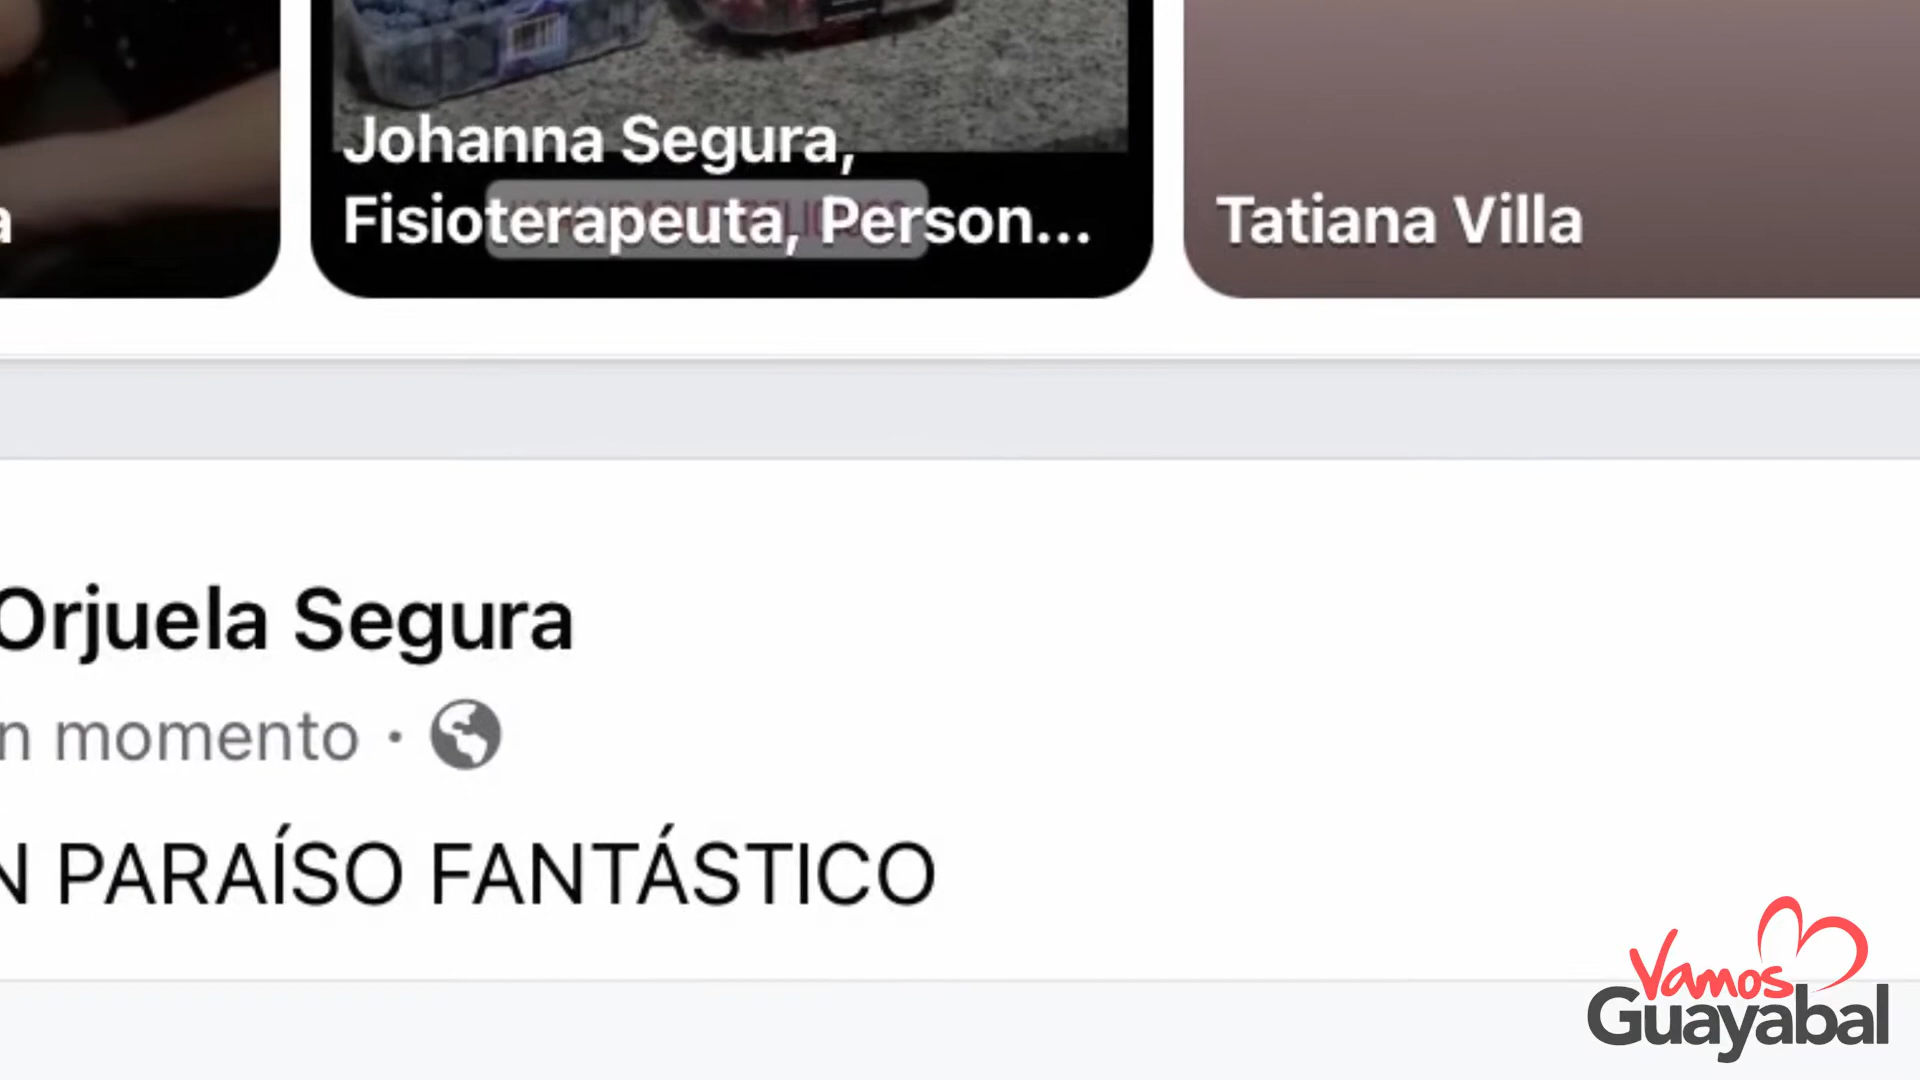 Johanna Segura,
Fisioterapeuta, Person...
Tatiana Villa
Orjuela Segura
momento ·
PARAÍSO FANTÁSTICO
Vamos
Guayabal